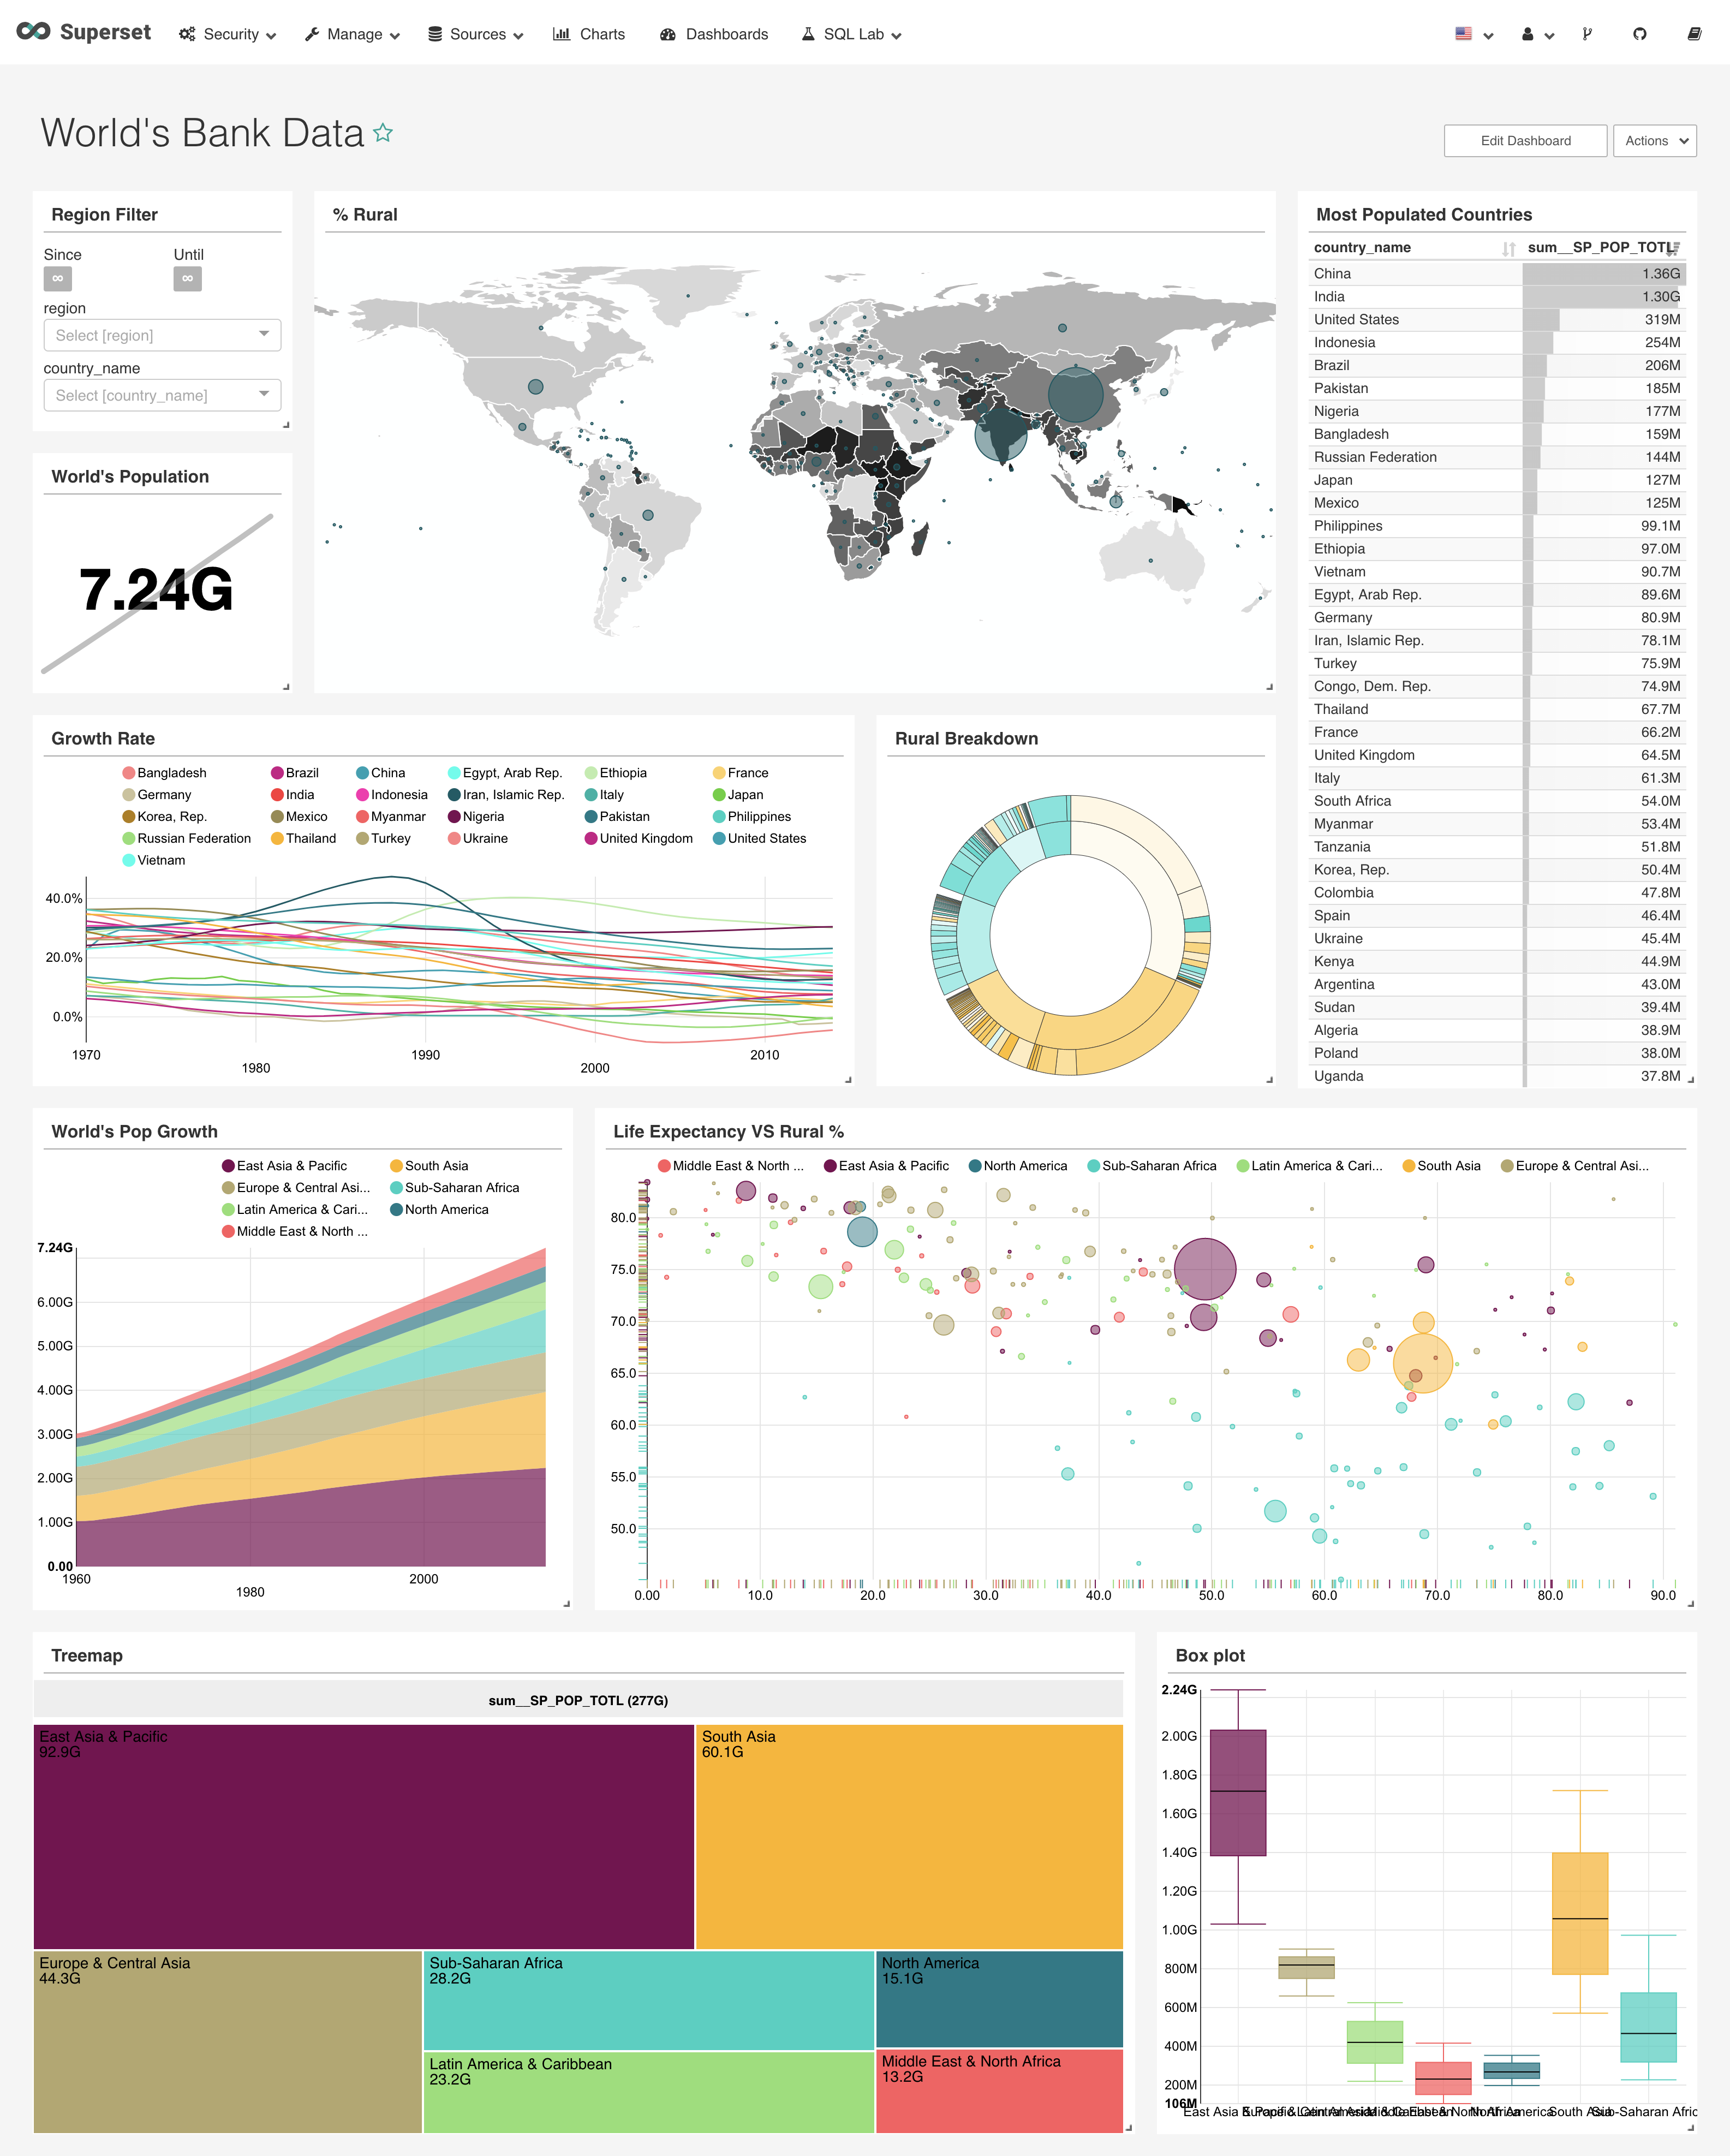 Superset Security Manage Sources Charts Dashboards SQL Lab
World's Bank Data
Edit Dashboard Actions
Region Filter
Since Until
∞ ∞
region
Select [region]
country_name
Select [country_name]
World's Population
7.24G
% Rural
Most Populated Countries
country_name sum__SP_POP_TOTL
China 1.36G
India 1.30G
United States 319M
Indonesia 254M
Brazil 206M
Pakistan 185M
Nigeria 177M
Bangladesh 159M
Russian Federation 144M
Japan 127M
Mexico 125M
Philippines 99.1M
Ethiopia 97.0M
Vietnam 90.7M
Egypt, Arab Rep. 89.6M
Germany 80.9M
Iran, Islamic Rep. 78.1M
Turkey 75.9M
Congo, Dem. Rep. 74.9M
Thailand 67.7M
France 66.2M
United Kingdom 64.5M
Italy 61.3M
South Africa 54.0M
Myanmar 53.4M
Tanzania 51.8M
Korea, Rep. 50.4M
Colombia 47.8M
Spain 46.4M
Ukraine 45.4M
Kenya 44.9M
Argentina 43.0M
Sudan 39.4M
Algeria 38.9M
Poland 38.0M
Uganda 37.8M
Growth Rate
Bangladesh Brazil China Egypt, Arab Rep. Ethiopia France
Germany India Indonesia Iran, Islamic Rep. Italy Japan
Korea, Rep. Mexico Myanmar Nigeria Pakistan Philippines
Russian Federation Thailand Turkey Ukraine United Kingdom United States
Vietnam
40.0%
20.0%
0.0%
1970 1980 1990 2000 2010
Rural Breakdown
World's Pop Growth
East Asia & Pacific South Asia
Europe & Central Asi... Sub-Saharan Africa
Latin America & Cari... North America
Middle East & North ...
7.24G
6.00G
5.00G
4.00G
3.00G
2.00G
1.00G
0.00
1960 1980 2000
Life Expectancy VS Rural %
Middle East & North ... East Asia & Pacific North America Sub-Saharan Africa Latin America & Cari... South Asia Europe & Central Asi...
80.0
75.0
70.0
65.0
60.0
55.0
50.0
0.00 10.0 20.0 30.0 40.0 50.0 60.0 70.0 80.0 90.0
Treemap
sum__SP_POP_TOTL (277G)
East Asia & Pacific
92.9G
South Asia
60.1G
Europe & Central Asia
44.3G
Sub-Saharan Africa
28.2G
North America
15.1G
Latin America & Caribbean
23.2G
Middle East & North Africa
13.2G
Box plot
2.24G
2.00G
1.80G
1.60G
1.40G
1.20G
1.00G
800M
600M
400M
200M
106M
East Asia & Pacific Europe & Central Asia Latin America & Caribbean Middle East & North Africa North America South Asia Sub-Saharan Afric